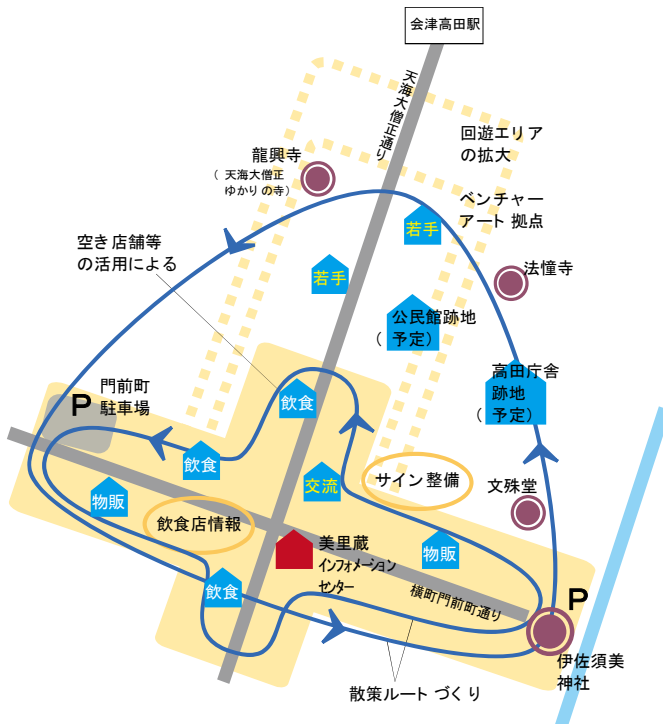 会津高田駅
天海大僧正通り
回遊エリア
の拡大
龍興寺
（ 天海大僧正
ゆかりの寺）
ベンチャー
アート 拠点
若手
空き店舗等
の活用による
若手
法憧寺
公民館跡地
（ 予定）
高田庁舎
跡地
（ 予定）
門前町
駐車場
P
飲食
飲食
物販
交流
サイン整備
文殊堂
飲食店情報
美里蔵
インフォメーション
センター
物販
飲食
横町門前町通り
P
伊佐須美
神社
散策ルートづくり